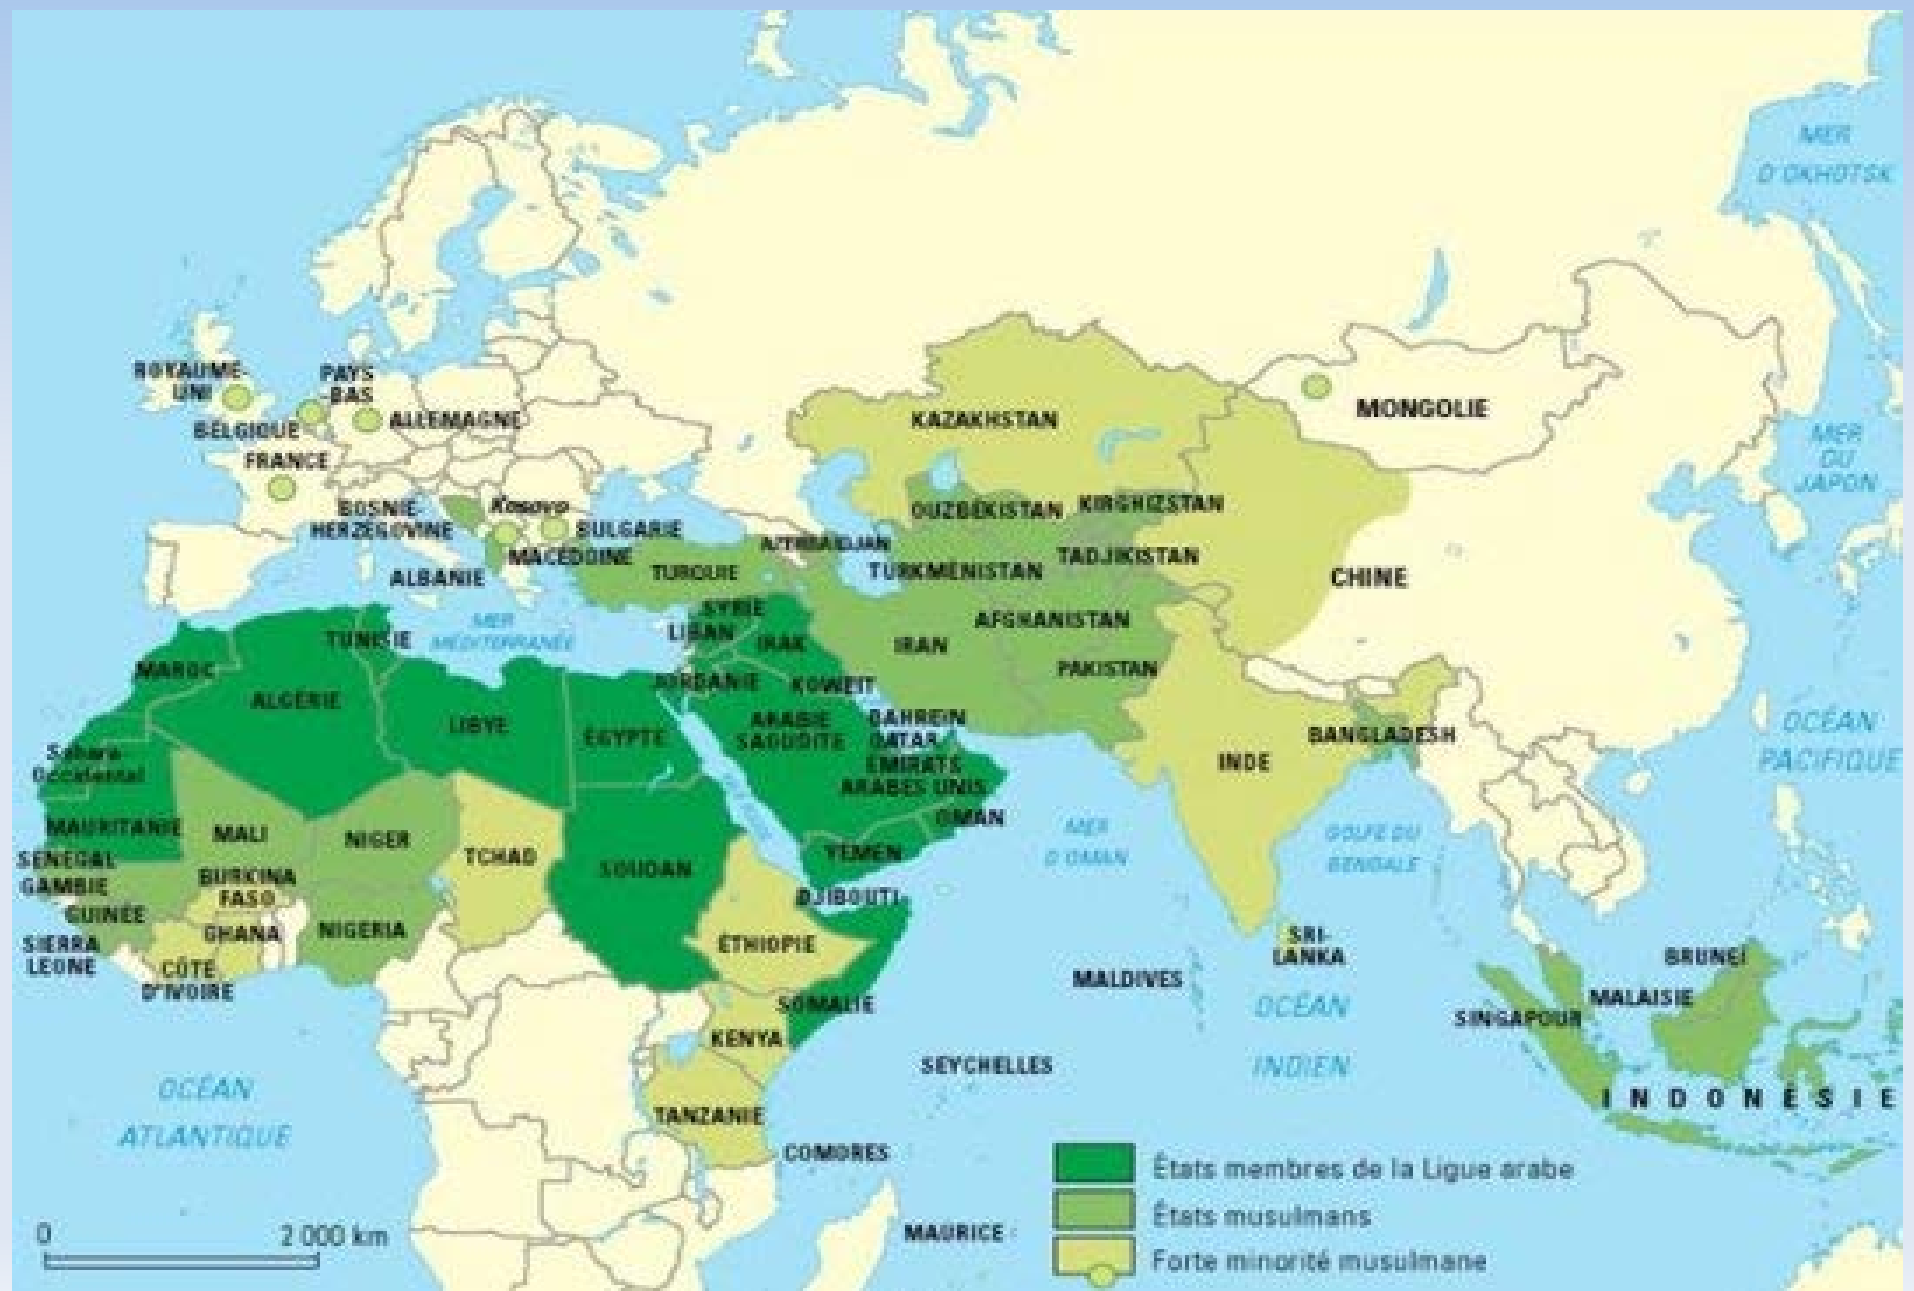 MER
D'OKHOTSK
ROYAUME-
UNI
PAYS
-BAS
BELGIQUE
ALLEMAGNE
FRANCE
KAZAKHSTAN
MONGOLIE
MER
DU
JAPON
BOSNIE-
HERZÉGOVINE
Kosovo
BULGARIE
MACÉDOINE
ALBANIE
OUZBÉKISTAN
KIRGHIZSTAN
AZERBAÏDJAN
TURQUIE
TURKMÉNISTAN
TADJIKISTAN
CHINE
MER
MÉDITERRANÉE
SYRIE
LIBAN
IRAK
IRAN
AFGHANISTAN
PAKISTAN
TUNISIE
MAROC
ALGÉRIE
LIBYE
ÉGYPTE
JORDANIE
KOWEÏT
ARABIE
SAOUDITE
BAHREIN
QATAR
ÉMIRATS
ARABES UNIS
OMAN
YÉMEN
Sahara
Occidental
INDE
BANGLADESH
OCÉAN
PACIFIQUE
MAURITANIE
MALI
NIGER
TCHAD
SOUDAN
MER
D'OMAN
GOLFE DU
BENGALE
SÉNÉGAL
GAMBIE
GUINÉE
SIERRA
LEONE
BURKINA
FASO
GHANA
CÔTE
D'IVOIRE
NIGERIA
DJIBOUTI
ÉTHIOPIE
SOMALIE
KENYA
TANZANIE
SRI-
LANKA
MALDIVES
OCÉAN
INDIEN
BRUNEÏ
MALAISIE
SINGAPOUR
INDONÉSIE
SEYCHELLES
OCÉAN
ATLANTIQUE
COMORES
MAURICE
États membres de la Ligue arabe
États musulmans
Forte minorité musulmane
0 2 000 km